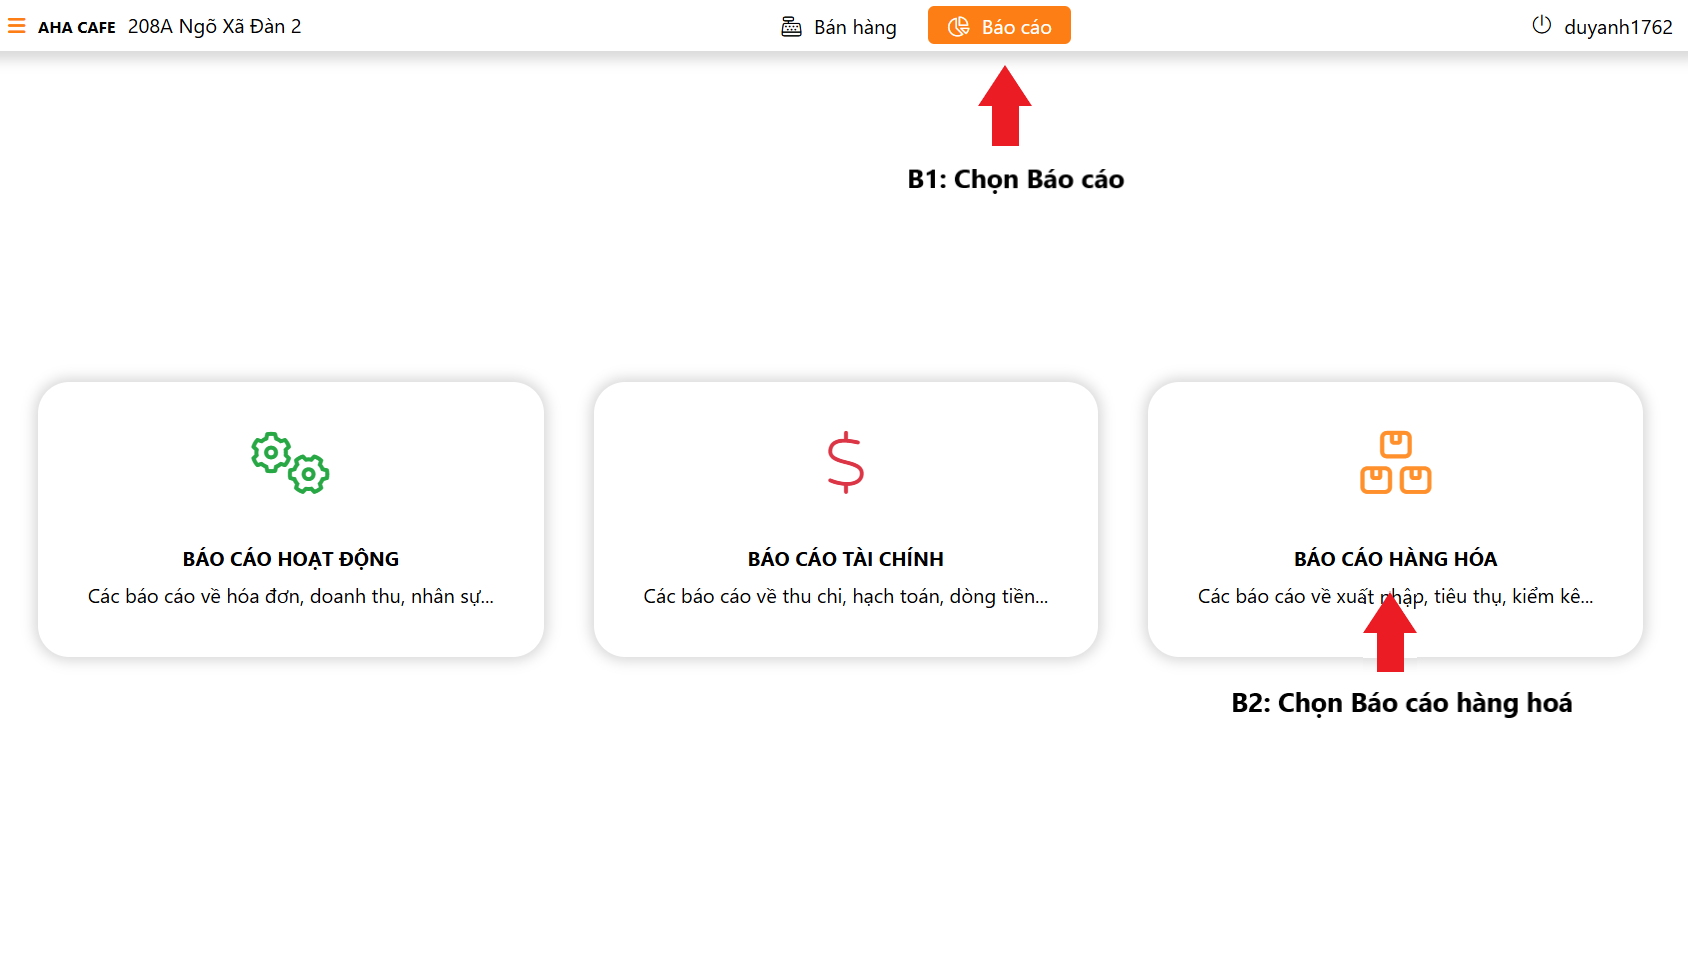 AHA CAFE 208A Ngõ Xã Đàn 2 Bán hàng Báo cáo duyanh1762
B1: Chọn Báo cáo
BÁO CÁO HOẠT ĐỘNG
Các báo cáo về hóa đơn, doanh thu, nhân sự...
BÁO CÁO TÀI CHÍNH
Các báo cáo về thu chi, hạch toán, dòng tiền...
BÁO CÁO HÀNG HÓA
Các báo cáo về xuất nhập, tiêu thụ, kiểm kê...
B2: Chọn Báo cáo hàng hoá